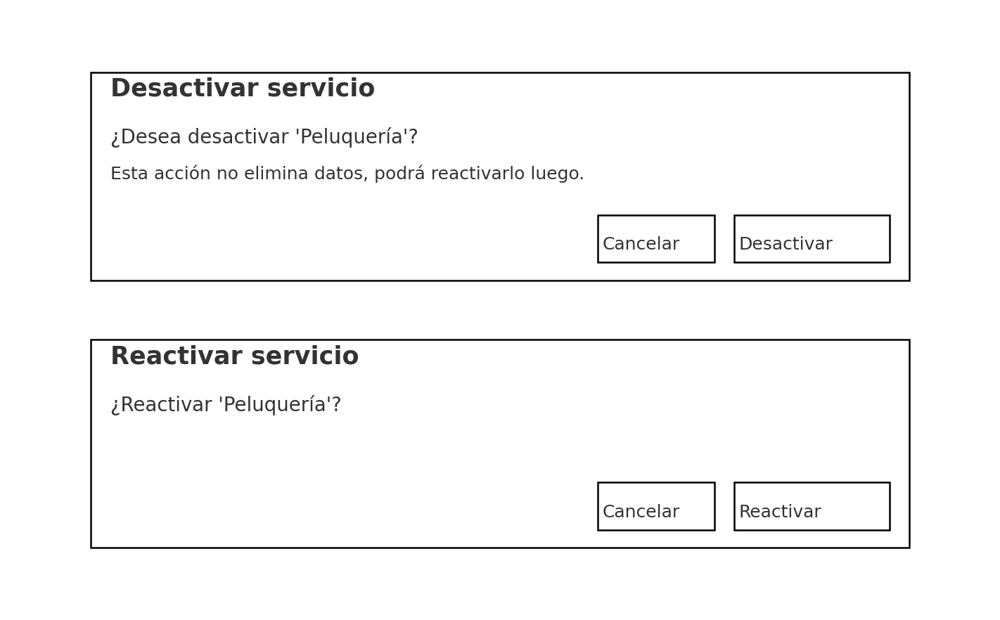 Desactivar servicio
¿Desea desactivar 'Peluquería'?
Esta acción no elimina datos, podrá reactivarlo luego.
Cancelar
Desactivar
Reactivar servicio
¿Reactivar 'Peluquería'?
Cancelar
Reactivar